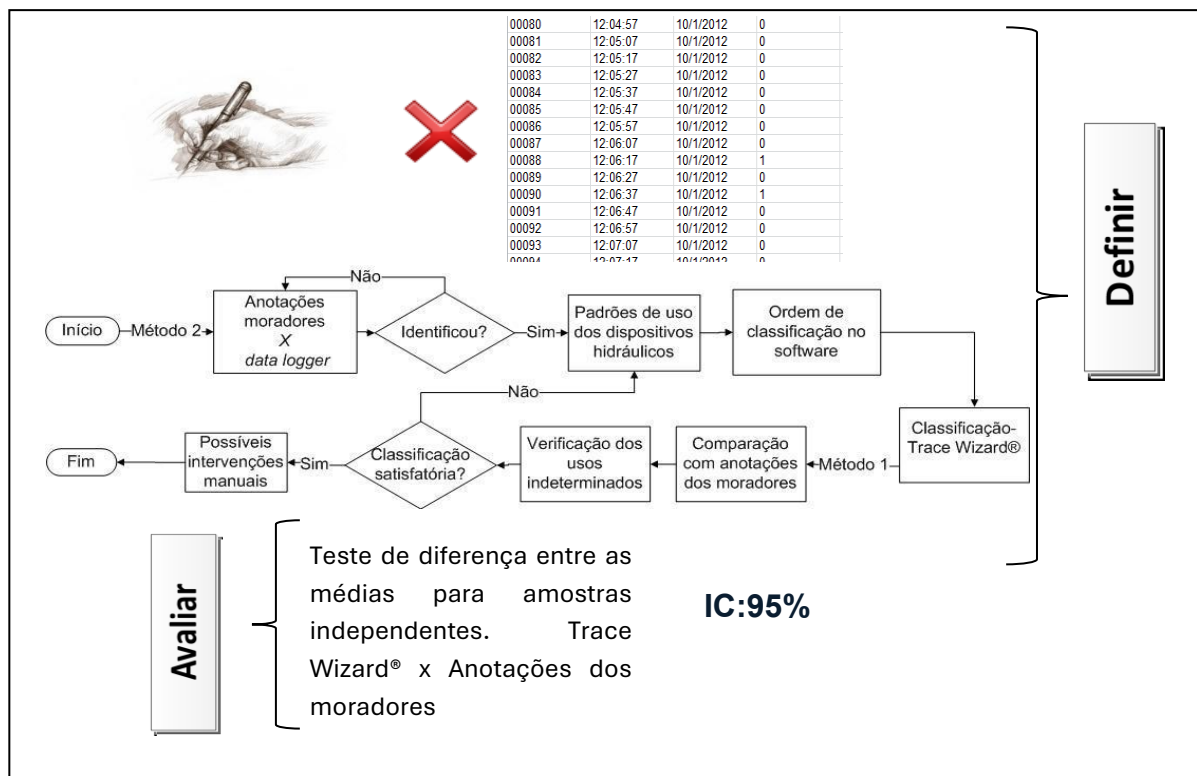 00080 12:04:57 10/1/2012 0
00081 12:05:07 10/1/2012 0
00082 12:05:17 10/1/2012 0
00083 12:05:27 10/1/2012 0
00084 12:05:37 10/1/2012 0
00085 12:05:47 10/1/2012 0
00086 12:05:57 10/1/2012 0
00087 12:06:07 10/1/2012 0
00088 12:06:17 10/1/2012 1
00089 12:06:27 10/1/2012 0
00090 12:06:37 10/1/2012 1
00091 12:06:47 10/1/2012 0
00092 12:06:57 10/1/2012 0
00093 12:07:07 10/1/2012 0
00094 12:07:17 10/1/2012 0
Definir
Não
Início
Método 2
Anotações
moradores
X
data logger
Identificou?
Sim
Padrões de uso
dos dispositivos
hidráulicos
Ordem de
classificação no
software
Não
Classificação-
Trace Wizard®
Método 1
Comparação
com anotações
dos moradores
Verificação dos
usos
indeterminados
Classificação
satisfatória?
Sim
Possíveis
intervenções
manuais
Fim
Avaliar
Teste de diferença entre as
médias para amostras
independentes. Trace
Wizard® x Anotações dos
moradores
IC:95%